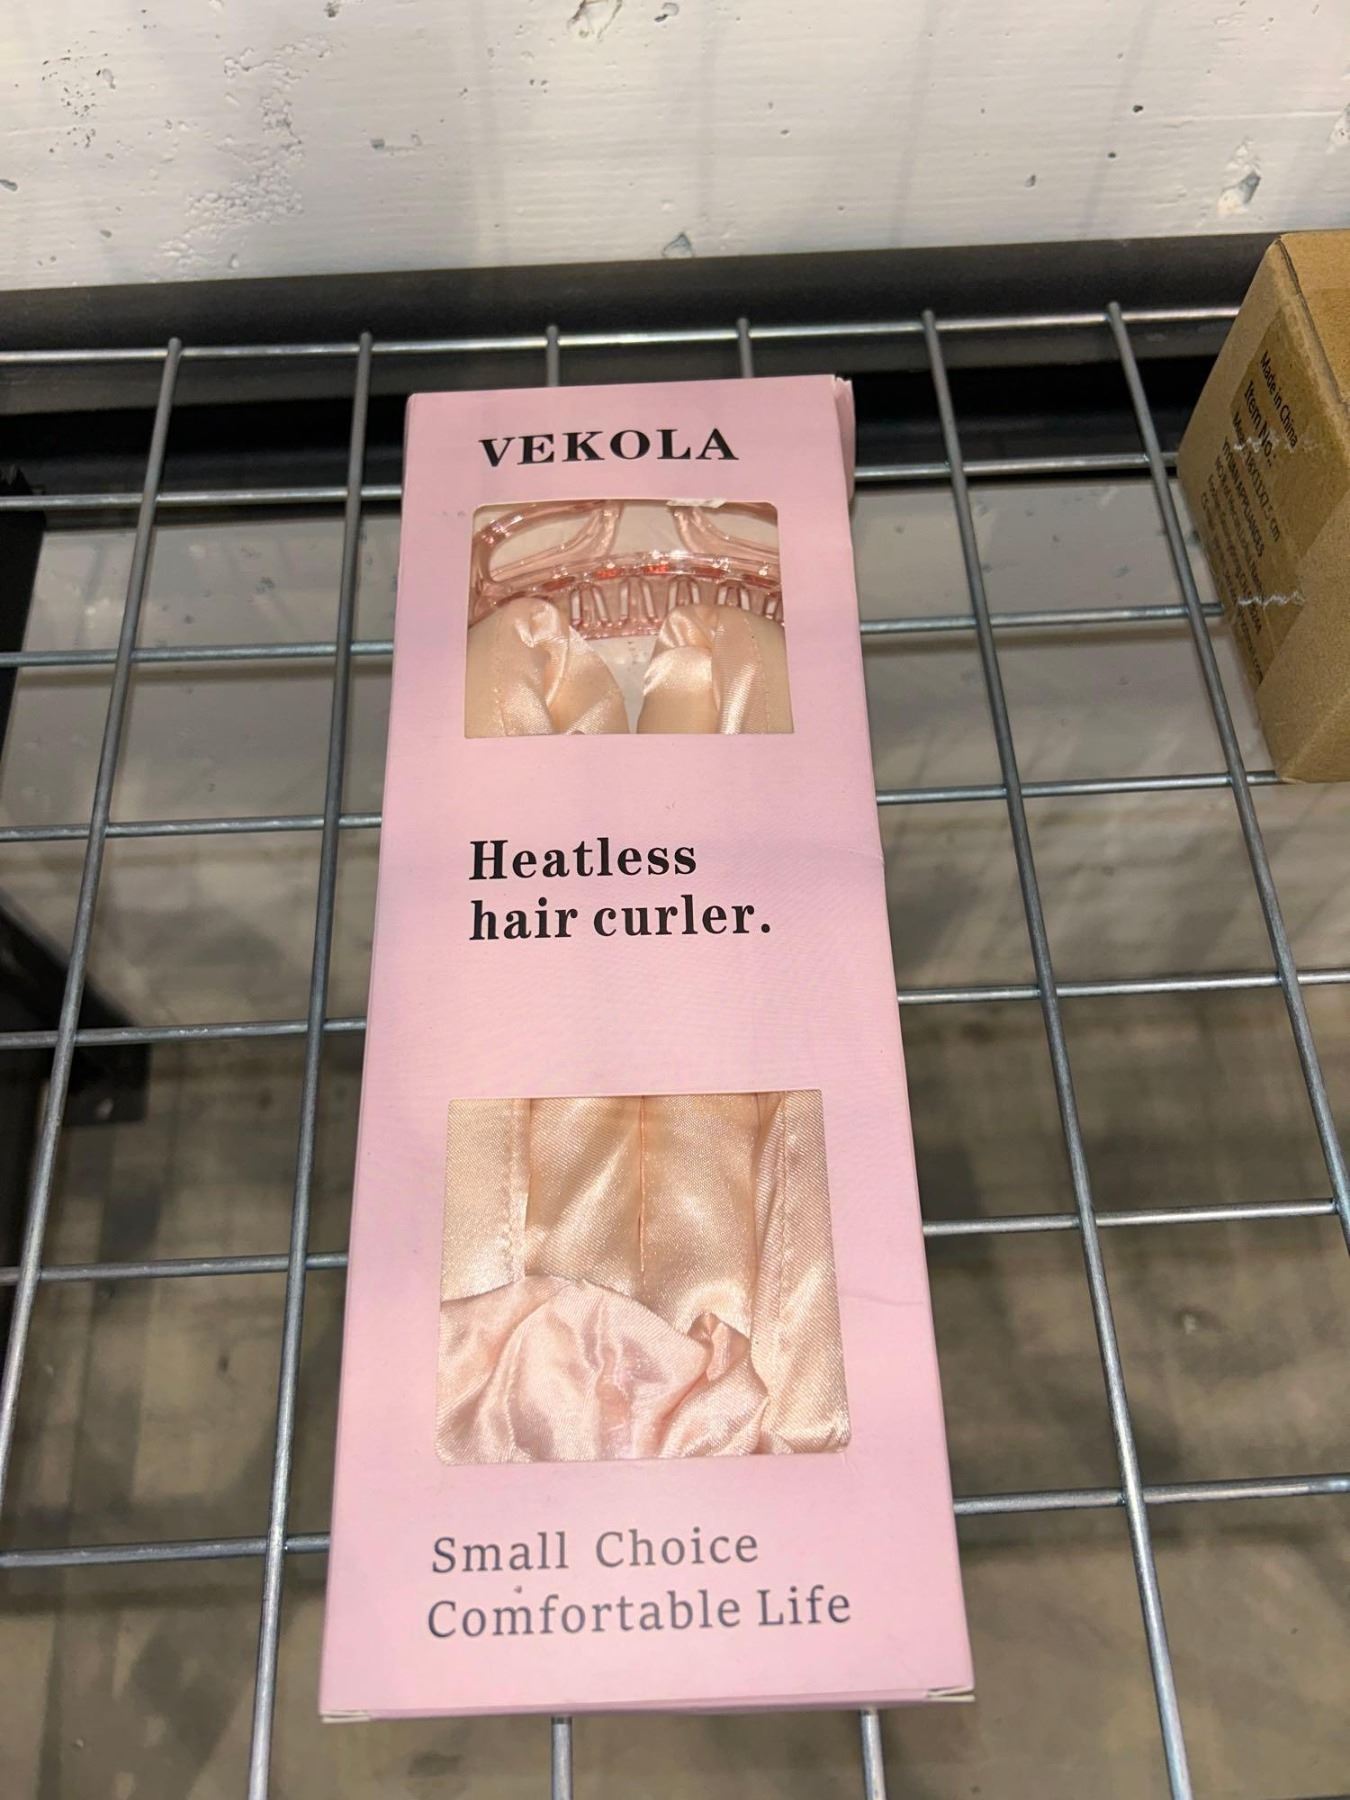 VEKOLA
Heatless
hair curler.
Small Choice
Comfortable Life
Made in China
Item No.: